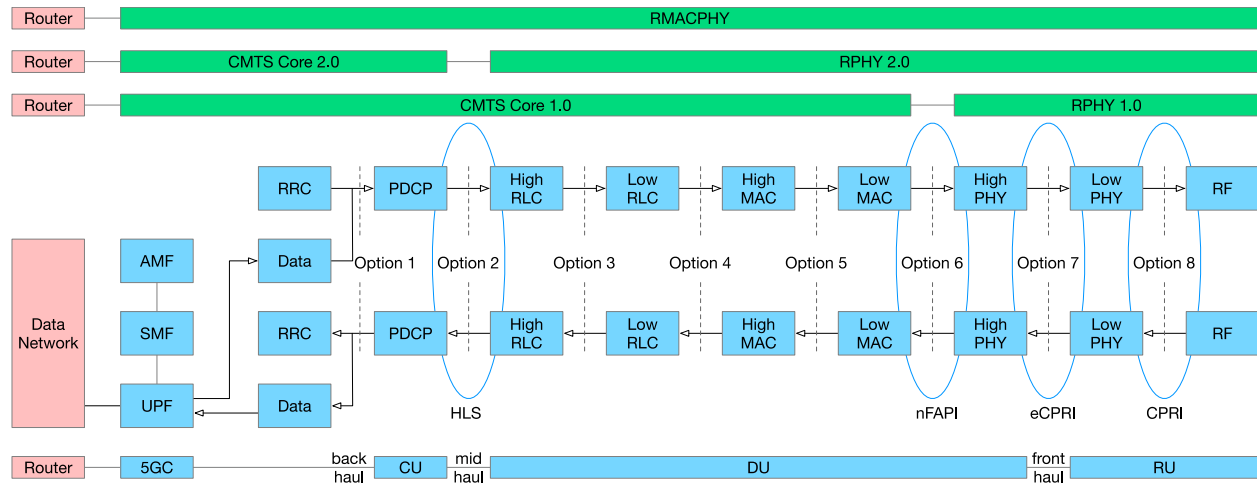 Router
RMACPHY
Router
CMTS Core 2.0
RPHY 2.0
Router
CMTS Core 1.0
RPHY 1.0
RRC
PDCP
High
RLC
Low
RLC
High
MAC
Low
MAC
High
PHY
Low
PHY
RF
AMF
Data
Option 1
Option 2
Option 3
Option 4
Option 5
Option 6
Option 7
Option 8
Data
Network
SMF
RRC
PDCP
High
RLC
Low
RLC
High
MAC
Low
MAC
High
PHY
Low
PHY
RF
UPF
Data
HLS
nFAPI
eCPRI
CPRI
Router
5GC
back
haul
CU
mid
haul
DU
front
haul
RU